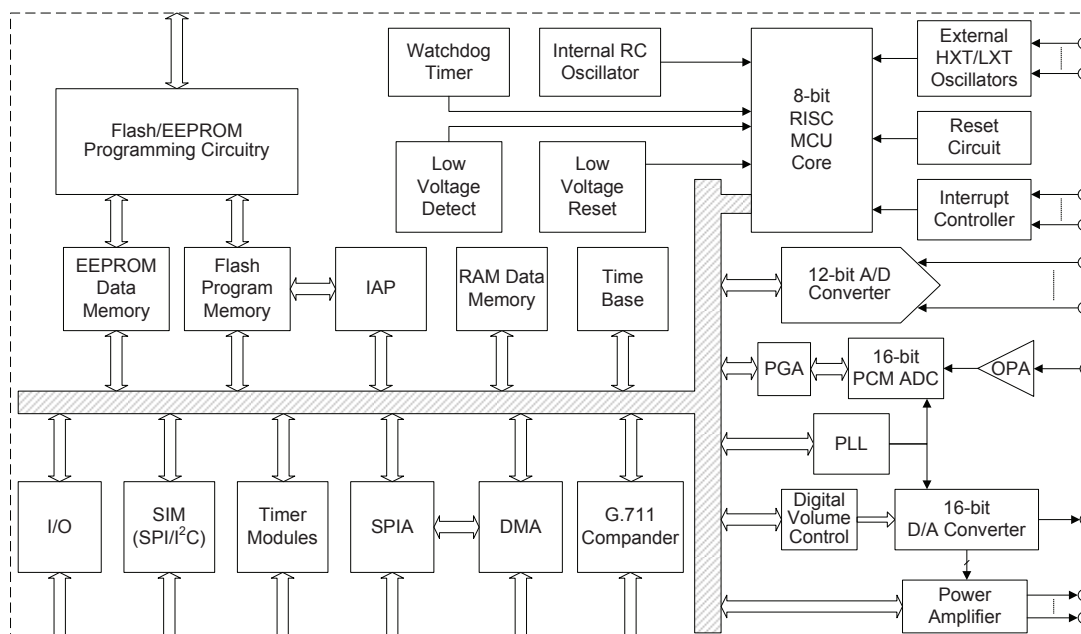 Watchdog
Timer
Internal RC
Oscillator
8-bit
RISC
MCU
Core
External
HXT/LXT
Oscillators
Flash/EEPROM
Programming Circuitry
Low
Voltage
Detect
Low
Voltage
Reset
Reset
Circuit
Interrupt
Controller
EEPROM
Data
Memory
Flash
Program
Memory
IAP
RAM Data
Memory
Time
Base
12-bit A/D
Converter
PGA
16-bit
PCM ADC
OPA
PLL
I/O
SIM
(SPI/I²C)
Timer
Modules
SPIA
DMA
G.711
Compander
Digital
Volume
Control
16-bit
D/A Converter
Power
Amplifier